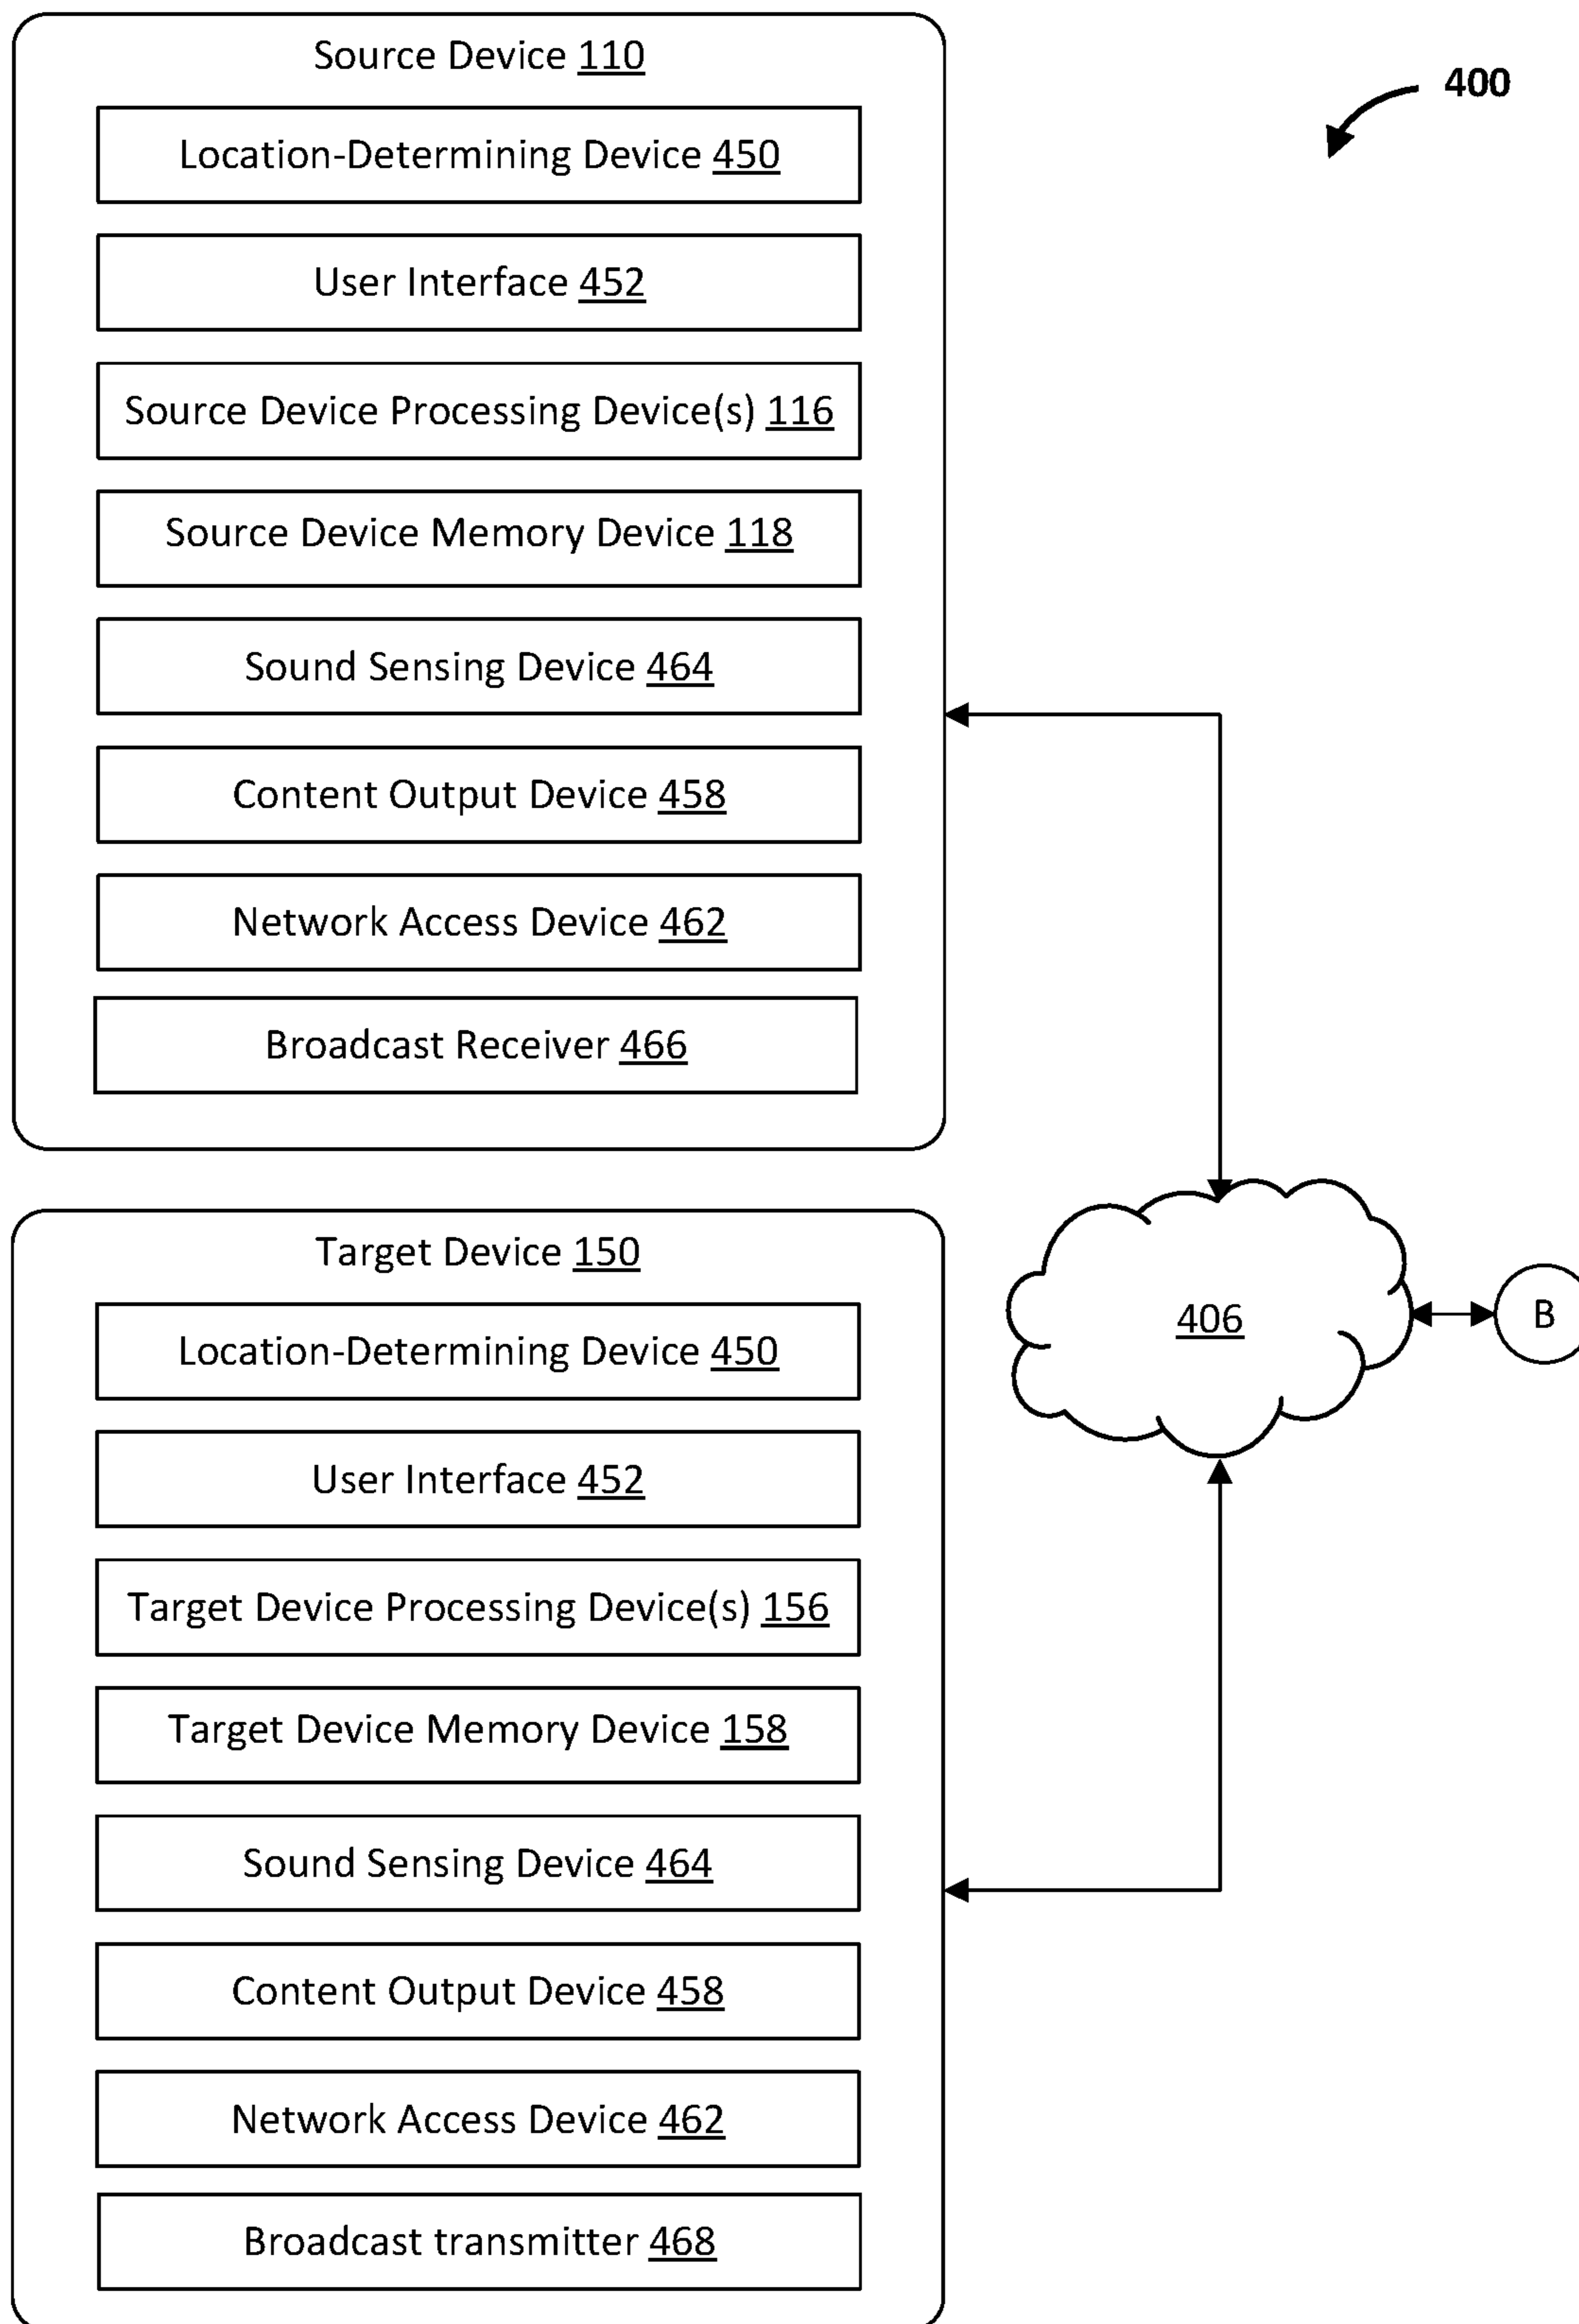 Source Device 110
400
Location-Determining Device 450
User Interface 452
Source Device Processing Device(s) 116
Source Device Memory Device 118
Sound Sensing Device 464
Content Output Device 458
Network Access Device 462
Broadcast Receiver 466
Target Device 150
Location-Determining Device 450
User Interface 452
Target Device Processing Device(s) 156
Target Device Memory Device 158
Sound Sensing Device 464
Content Output Device 458
Network Access Device 462
Broadcast transmitter 468
406
B